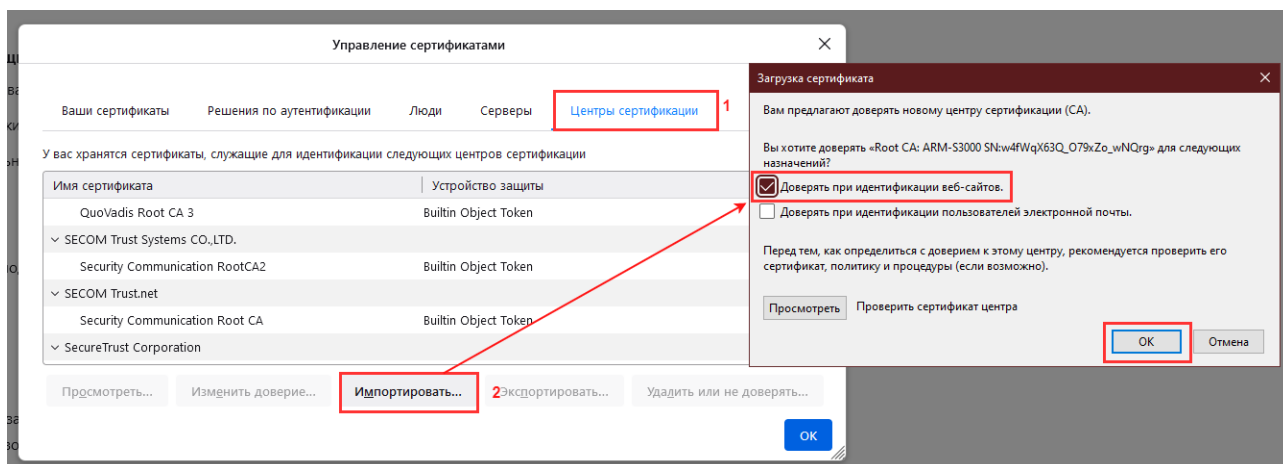 Управление сертификатами
Ваши сертификаты Решения по аутентификации Люди Серверы Центры сертификации 1
У вас хранятся сертификаты, служащие для идентификации следующих центров сертификации
Имя сертификата Устройство защиты
QuoVadis Root CA 3 Builtin Object Token
SECOM Trust Systems CO.,LTD.
Security Communication RootCA2 Builtin Object Token
SECOM Trust.net
Security Communication Root CA Builtin Object Token
SecureTrust Corporation
Просмотреть... Изменить доверие... Импортировать... 2 Экспортировать... Удалить или не доверять...
ОК
Загрузка сертификата
Вам предлагают доверять новому центру сертификации (CA).
Вы хотите доверять «Root CA: ARM-S3000 SN:w4fWqX63Q_O79xZo_wNQrg» для следующих
назначений?
Доверять при идентификации веб-сайтов.
Доверять при идентификации пользователей электронной почты.
Перед тем, как определиться с доверием к этому центру, рекомендуется проверить его
сертификат, политику и процедуры (если возможно).
Просмотреть Проверить сертификат центра
ОК Отмена